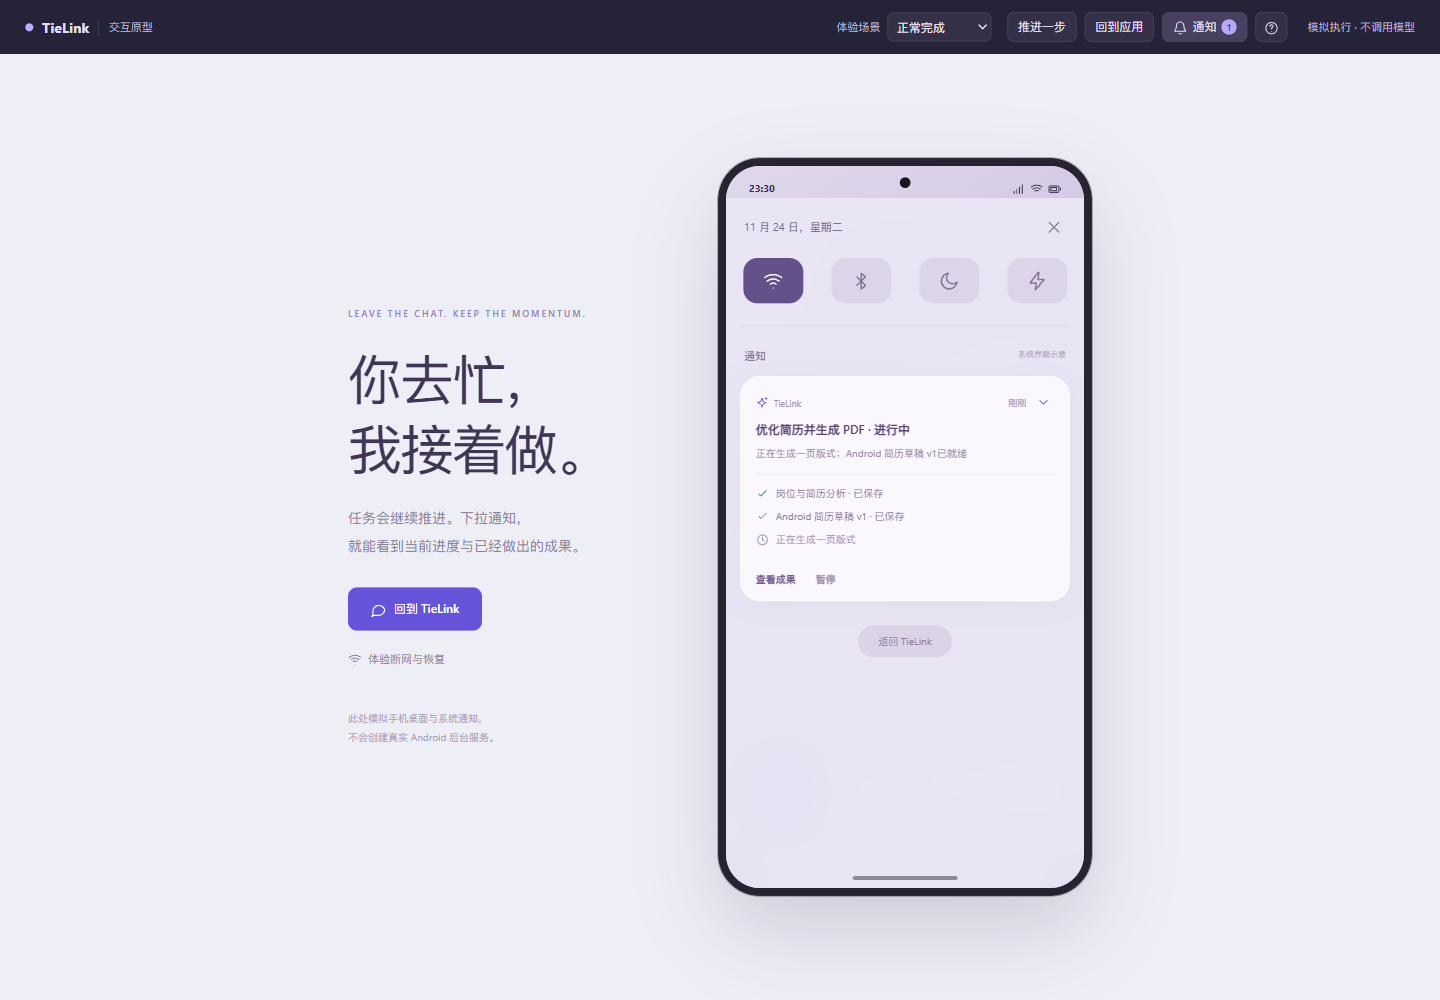 TieLink 交互原型
体验场景 正常完成 推进一步 回到应用 通知 1 模拟执行 · 不调用模型
LEAVE THE CHAT. KEEP THE MOMENTUM.
你去忙，
我接着做。
任务会继续推进。下拉通知，
就能看到当前进度与已经做出的成果。
回到 TieLink
体验断网与恢复
此处模拟手机桌面与系统通知，
不会创建真实 Android 后台服务。
23:30
11 月 24 日，星期二
通知 系统界面示意
TieLink 刚刚
优化简历并生成 PDF · 进行中
正在生成一页版式；Android 简历草稿 v1已就绪
岗位与简历分析 · 已保存
Android 简历草稿 v1 · 已保存
正在生成一页版式
查看成果 暂停
返回 TieLink